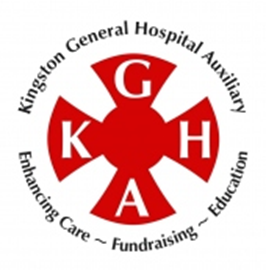 Kingston General Hospital Auxiliary
G
K H
A
Enhancing Care ~ Fundraising ~ Education